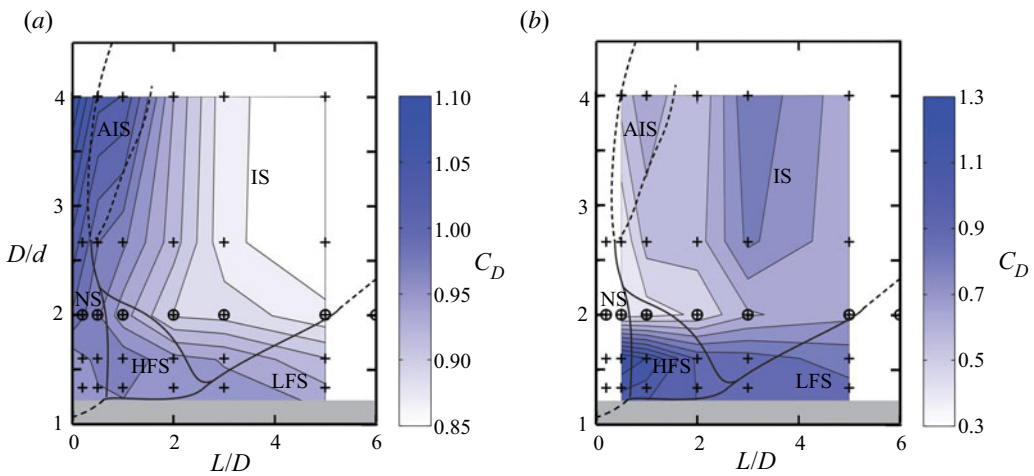 (a) (b)
4 1.10 4 1.3
AIS AIS
1.05 1.1
IS IS
3 3
D/d 1.00 C_D 0.9 C_D
0.95 0.7
NS NS
2 2
0.90 0.5
HFS LFS HFS LFS
1 0.85 1 0.3
0 2 4 6 0 2 4 6
L/D L/D